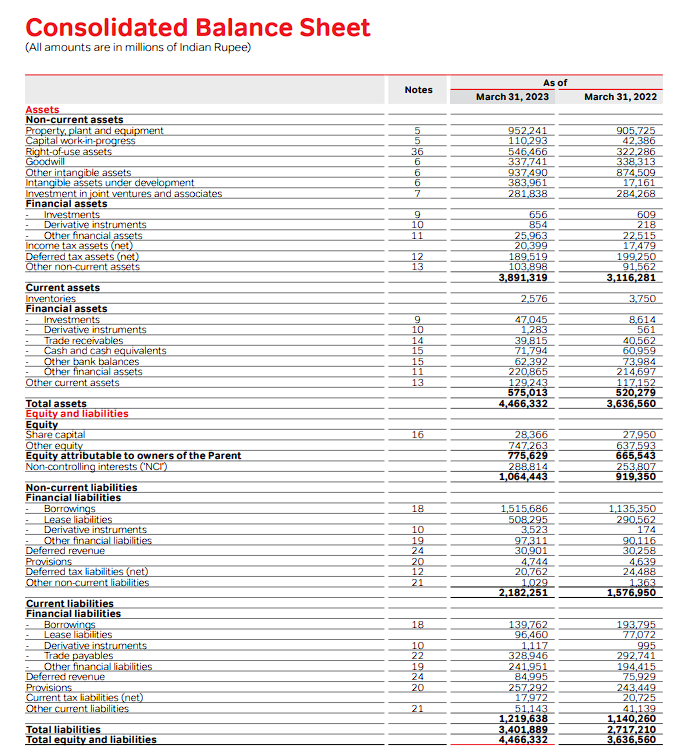 Consolidated Balance Sheet
(All amounts are in millions of Indian Rupee)
Notes As of
March 31, 2023 March 31, 2022
Assets
Non-current assets
Property, plant and equipment 5 952,241 905,725
Capital work-in-progress 5 110,293 42,386
Right-of-use assets 36 546,466 322,286
Goodwill 6 337,741 338,313
Other intangible assets 6 937,490 874,509
Intangible assets under development 6 383,961 17,161
Investment in joint ventures and associates 7 281,838 284,268
Financial assets
- Investments 9 656 609
- Derivative instruments 10 854 218
- Other financial assets 11 25,963 22,515
Income tax assets (net) 20,399 17,479
Deferred tax assets (net) 12 189,519 199,250
Other non-current assets 13 103,898 91,562
3,891,319 3,116,281
Current assets
Inventories 2,576 3,750
Financial assets
- Investments 9 47,045 8,614
- Derivative instruments 10 1,283 561
- Trade receivables 14 39,815 40,562
- Cash and cash equivalents 15 71,794 60,959
- Other bank balances 15 62,392 73,984
- Other financial assets 11 220,865 214,697
Other current assets 13 129,243 117,152
575,013 520,279
Total assets 4,466,332 3,636,560
Equity and liabilities
Equity
Share capital 16 28,366 27,950
Other equity 747,263 637,593
Equity attributable to owners of the Parent 775,629 665,543
Non-controlling interests ('NCI') 288,814 253,807
1,064,443 919,350
Non-current liabilities
Financial liabilities
- Borrowings 18 1,515,686 1,135,350
- Lease liabilities 508,295 290,562
- Derivative instruments 10 3,523 174
- Other financial liabilities 19 97,311 90,116
Deferred revenue 24 30,901 30,258
Provisions 20 4,744 4,639
Deferred tax liabilities (net) 12 20,762 24,488
Other non-current liabilities 21 1,029 1,363
2,182,251 1,576,950
Current liabilities
Financial liabilities
- Borrowings 18 139,762 193,795
- Lease liabilities 96,460 77,072
- Derivative instruments 10 1,117 995
- Trade payables 22 328,946 292,741
- Other financial liabilities 19 241,951 194,415
Deferred revenue 24 84,995 75,929
Provisions 20 257,292 243,449
Current tax liabilities (net) 17,972 20,725
Other current liabilities 21 51,143 41,139
1,219,638 1,140,260
Total liabilities 3,401,889 2,717,210
Total equity and liabilities 4,466,332 3,636,560